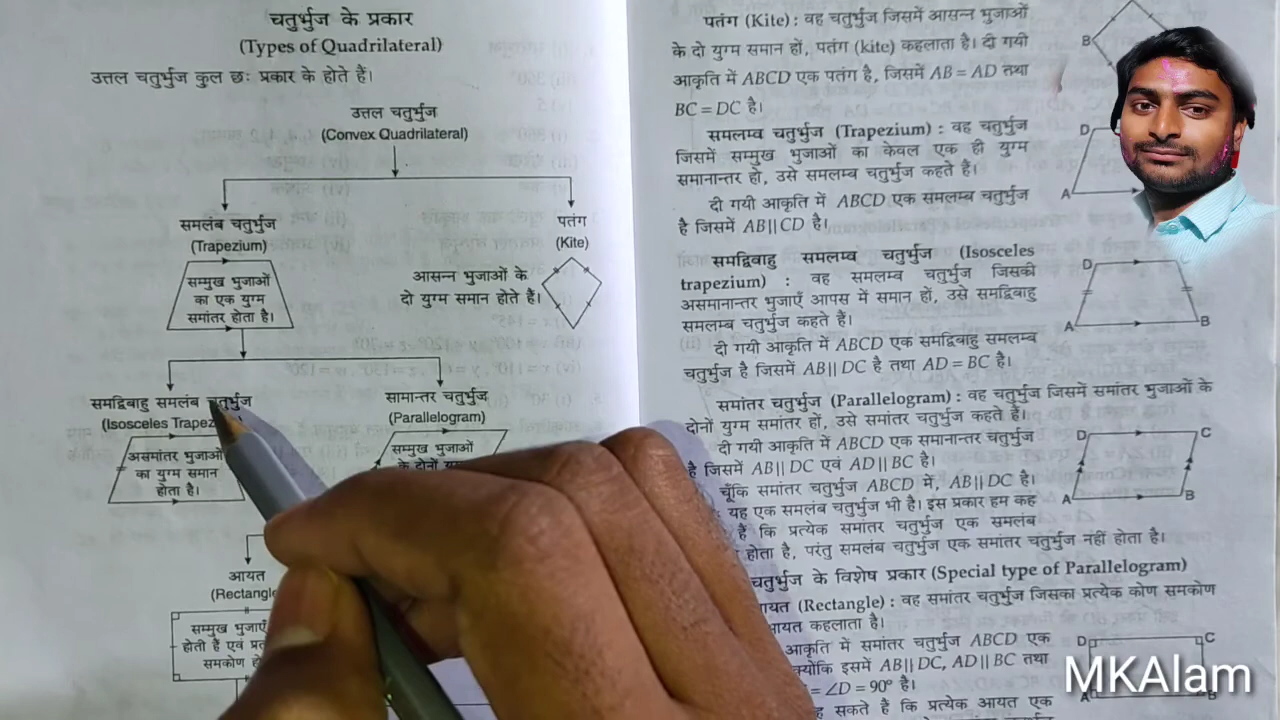 चतुर्भुज के प्रकार
(Types of Quadrilateral)
उत्तल चतुर्भुज कुल छः प्रकार के होते हैं।
उत्तल चतुर्भुज
(Convex Quadrilateral)
समलंब चतुर्भुज
(Trapezium)
सम्मुख भुजाओं
का एक युग्म
समांतर होता है।
पतंग
(Kite)
आसन्न भुजाओं के
दो युग्म समान होते हैं।
समद्विबाहु समलंब चतुर्भुज
(Isosceles
असमांतर भुजाओं
का युग्म समान
होता है।
सामान्तर चतुर्भुज
(Parallelogram)
सम्मुख भुजाओं
के दोनों
आयत
सम्मुख
होती हैं एवं
समकोण
पतंग (Kite) : वह चतुर्भुज जिसमें आसन्न भुजाओं
के दो युग्म समान हों, पतंग (kite) कहलाता है। दी गयी
आकृति में ABCD एक पतंग है, जिसमें AB = AD तथा
BC = DC है।
B
समलम्व चतुर्भुज (Trapezium) : वह चतुर्भुज
जिसमें सम्मुख भुजाओं का केवल एक ही युग्म
समानान्तर हो, उसे समलम्ब चतुर्भुज कहते हैं।
दी गयी आकृति में ABCD एक समलम्ब चतुर्भुज
है जिसमें AB||CD है।
D
A
समद्विबाहु समलम्व चतुर्भुज (Isosceles
trapezium) : वह समलम्ब चतुर्भुज जिसकी
असमानान्तर भुजाएँ आपस में समान हों, उसे समद्विबाहु
समलम्ब चतुर्भुज कहते हैं।
दी गयी आकृति में ABCD एक समद्विबाहु समलम्ब
चतुर्भुज है जिसमें AB||DC है तथा AD = BC है।
D
A B
समांतर चतुर्भुज (Parallelogram) : वह चतुर्भुज जिसमें समांतर भुजाओं के
दोनों युग्म समांतर हों, उसे समांतर चतुर्भुज कहते हैं।
दी गयी आकृति में ABCD एक समानान्तर चतुर्भुज
है जिसमें AB||DC एवं AD||BC है।
चूँकि समांतर चतुर्भुज ABCD में, AB||DC है।
यह एक समलंब चतुर्भुज भी है। इस प्रकार हम कह
हैं कि प्रत्येक समांतर चतुर्भुज एक समलंब
होता है, परंतु समलंब चतुर्भुज एक समांतर चतुर्भुज नहीं होता है।
D C
A B
चतुर्भुज के विशेष प्रकार (Special type of Parallelogram)
(Rectangle) : वह समांतर चतुर्भुज जिसका प्रत्येक कोण समकोण
आयत कहलाता है।
आकृति में समांतर चतुर्भुज ABCD एक
क्योंकि इसमें AB||DC, AD||BC तथा
= ∠D = 90° है।
सकते हैं कि प्रत्येक आयत एक
D C
A B
MKAlam